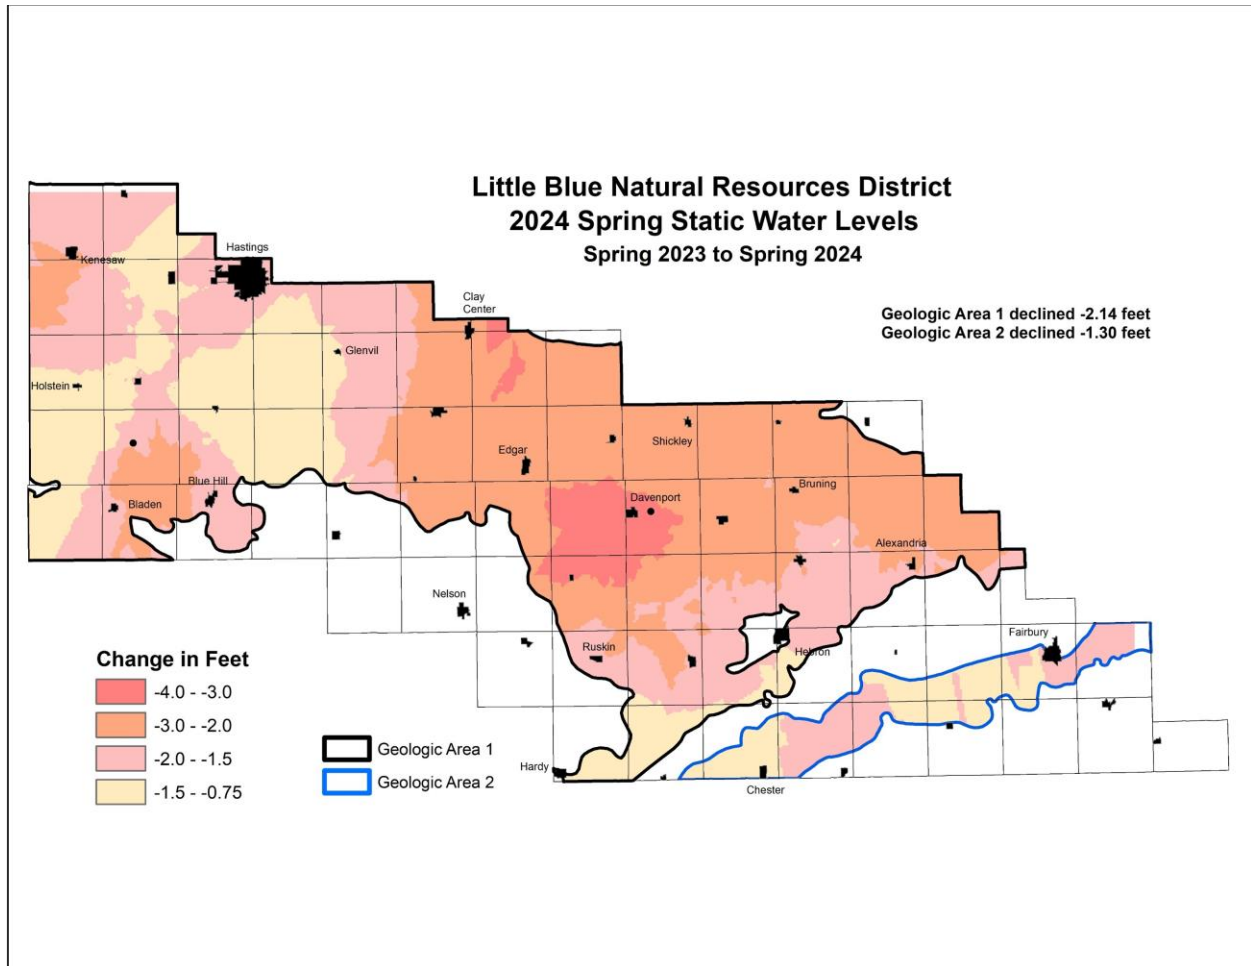 Little Blue Natural Resources District
2024 Spring Static Water Levels
Spring 2023 to Spring 2024
Geologic Area 1 declined -2.14 feet
Geologic Area 2 declined -1.30 feet
Hastings
Kenesaw
Clay
Center
Glenvil
Holstein
Shickley
Edgar
Blue Hill
Bruning
Bladen
Davenport
Alexandria
Nelson
Fairbury
Ruskin
Hebron
Hardy
Chester
Change in Feet
-4.0 - -3.0
-3.0 - -2.0
-2.0 - -1.5
-1.5 - -0.75
Geologic Area 1
Geologic Area 2